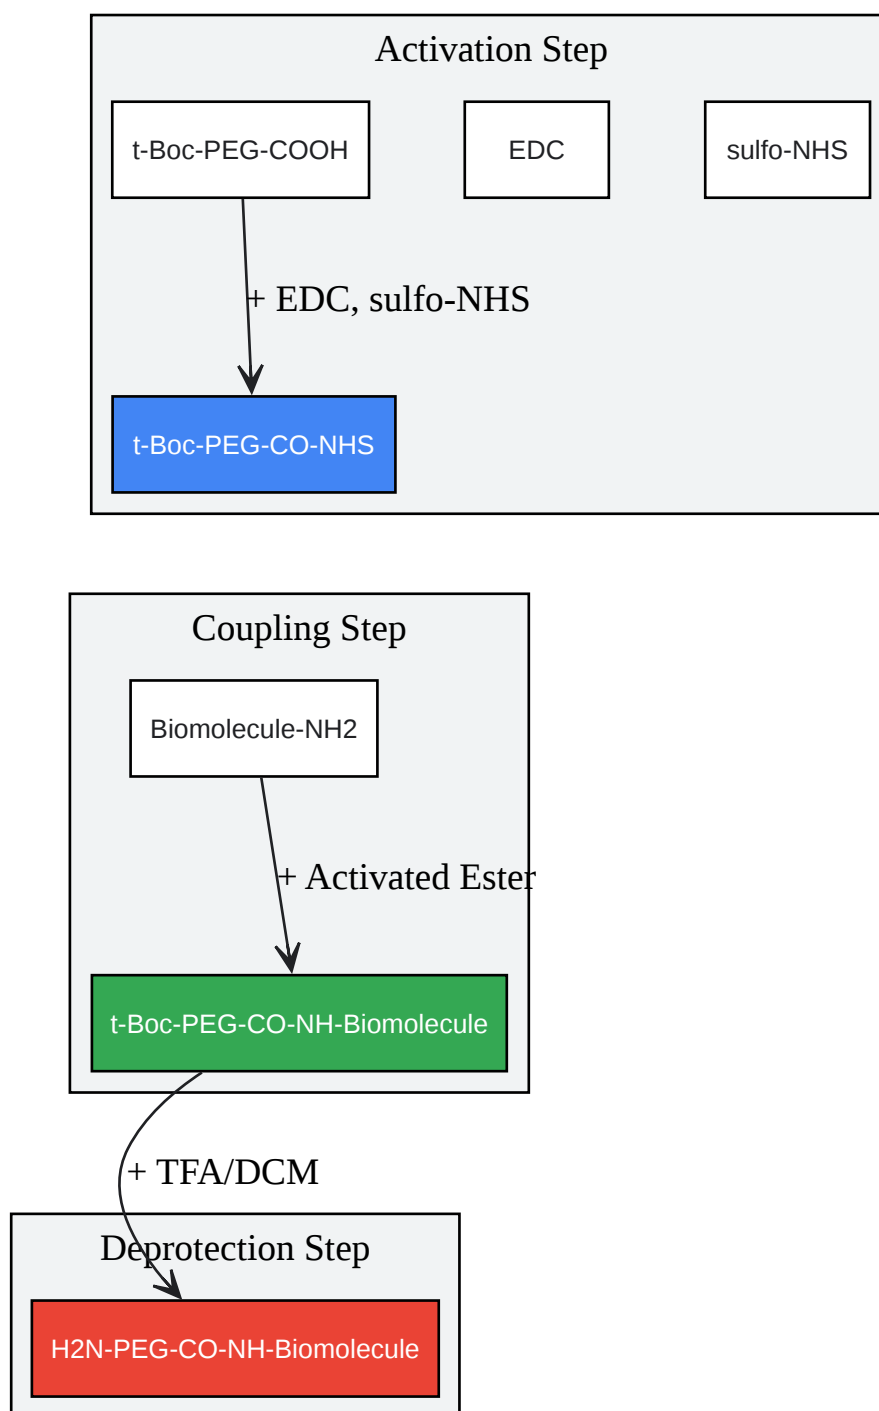 Activation Step
t-Boc-PEG-COOH
EDC
sulfo-NHS
+ EDC, sulfo-NHS
t-Boc-PEG-CO-NHS
Coupling Step
Biomolecule-NH2
+ Activated Ester
t-Boc-PEG-CO-NH-Biomolecule
+ TFA/DCM
Deprotection Step
H2N-PEG-CO-NH-Biomolecule